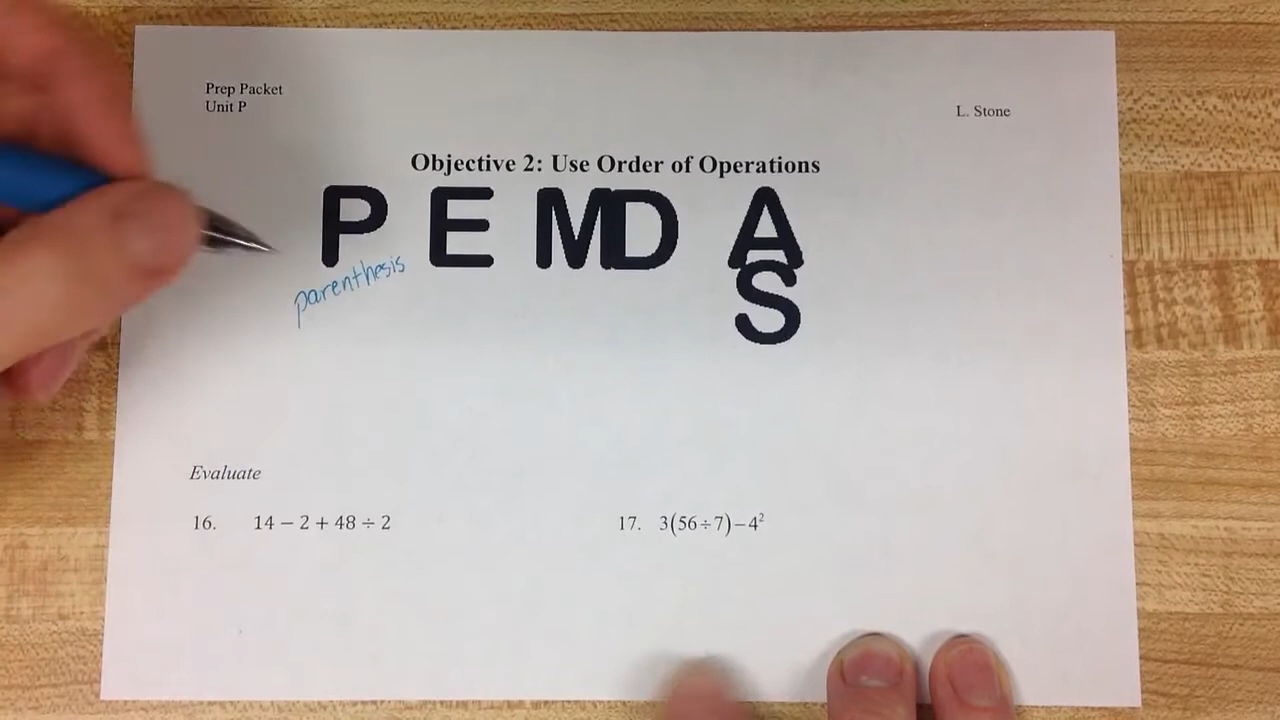 Prep Packet
Unit P
L. Stone
Objective 2: Use Order of Operations
P E MD A
S
parenthesis
Evaluate
16. 14 − 2 + 48 ÷ 2
17. 3(56÷7)−4²